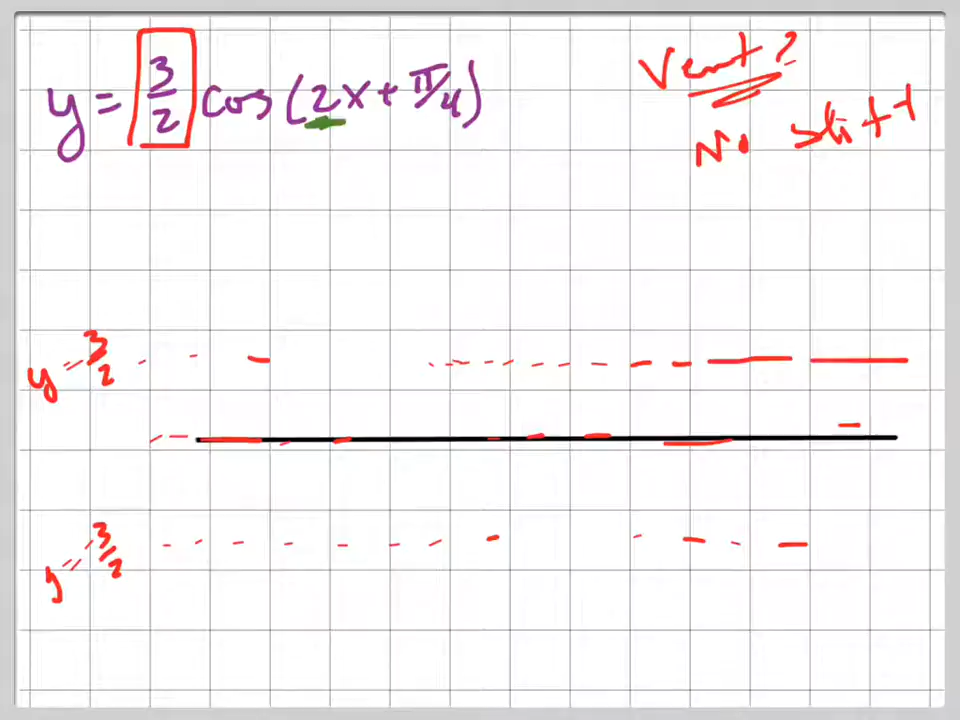 y = 3/2 cos(2x + π/4)
Vert?
No shift
y = 3/2
y = -3/2